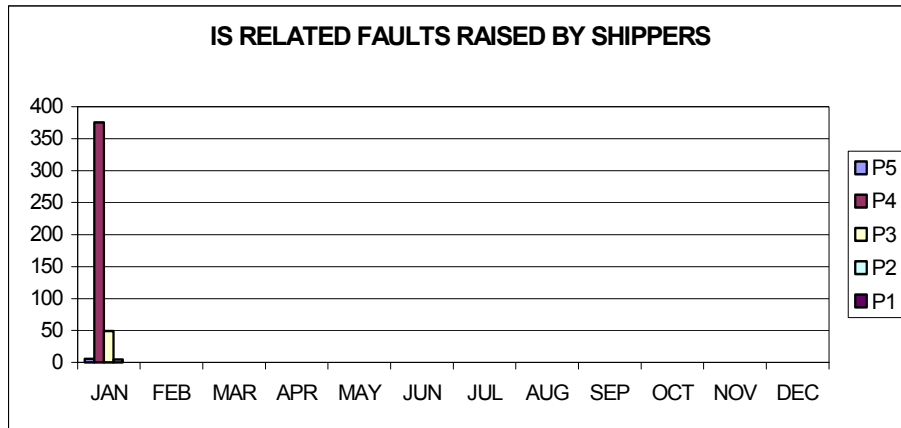 IS RELATED FAULTS RAISED BY SHIPPERS
400
350
300
250
200
150
100
50
0
JAN FEB MAR APR MAY JUN JUL AUG SEP OCT NOV DEC
P5
P4
P3
P2
P1